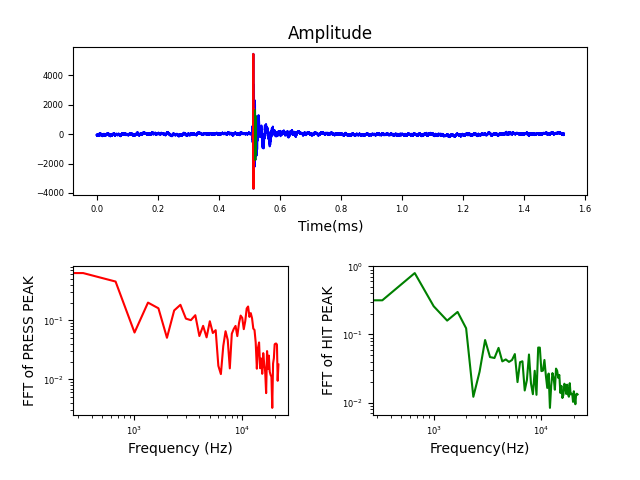 Amplitude
4000
2000
0
−2000
−4000
0.0 0.2 0.4 0.6 0.8 1.0 1.2 1.4 1.6
Time(ms)
FFT of PRESS PEAK
10⁻¹
10⁻²
10³ 10⁴
Frequency (Hz)
FFT of HIT PEAK
10⁰
10⁻¹
10⁻²
10³ 10⁴
Frequency(Hz)